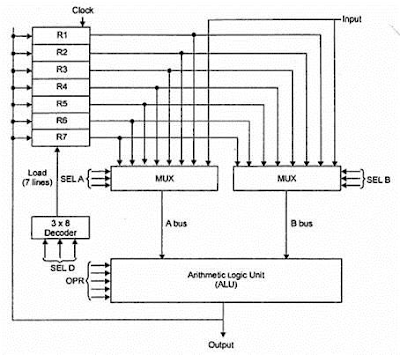 Clock
Input
R1
R2
R3
R4
R5
R6
R7
Load
(7 lines)
SEL A
MUX
MUX
SEL B
3 x 8
Decoder
A bus
B bus
SEL D
OPR
Arithmetic Logic Unit
(ALU)
Output